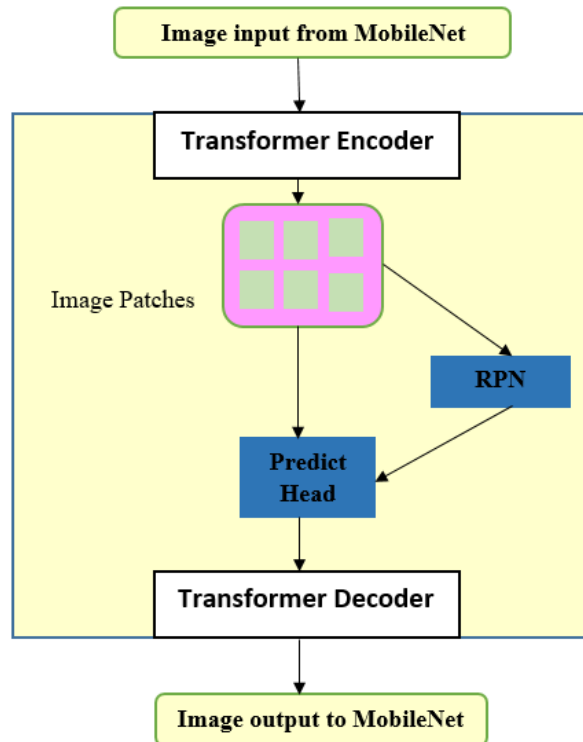 Image input from MobileNet
Transformer Encoder
Image Patches
RPN
Predict
Head
Transformer Decoder
Image output to MobileNet